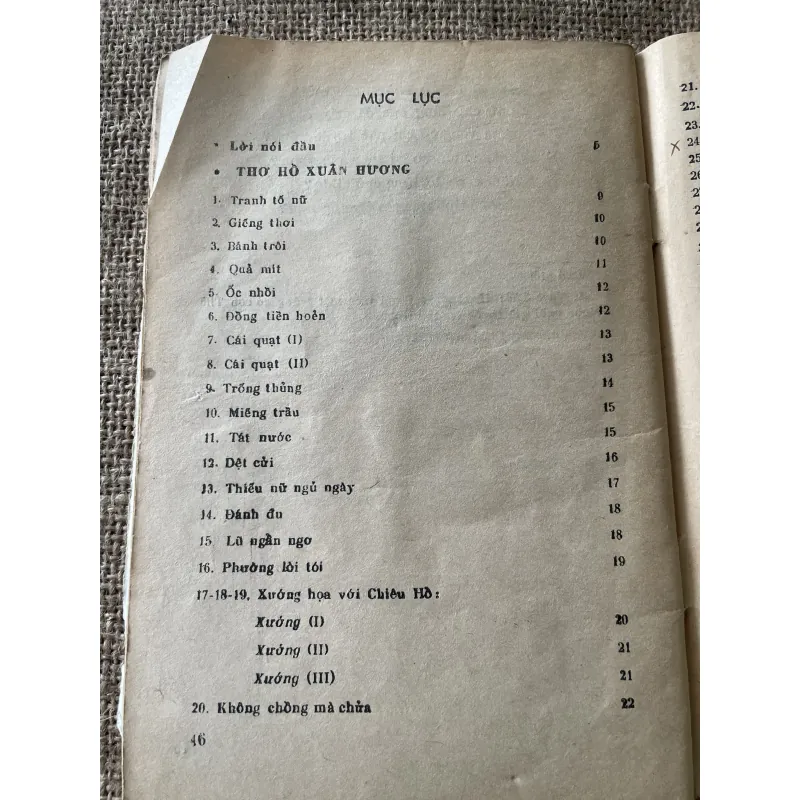 MỤC LỤC
* Lời nói đầu 5
• THƠ HỒ XUÂN HƯƠNG
1. Tranh tố nữ 9
2. Giếng thơi 10
3. Bánh trôi 10
4. Quả mít 11
5. Ốc nhồi 12
6. Đồng tiền hoẻn 12
7. Cái quạt (I) 13
8. Cái quạt (II) 13
9. Trống thủng 14
10. Miếng trầu 15
11. Tát nước 15
12. Dệt cửi 16
13. Thiếu nữ ngủ ngày 17
14. Đánh đu 18
15 Lũ ngẩn ngơ 18
16. Phường lòi tói 19
17-18-19. Xướng họa với Chiêu Hồ:
Xướng (I) 20
Xướng (II) 21
Xướng (III) 21
20. Không chồng mà chửa 22
46
21.
22.
23.
x 24
25
26